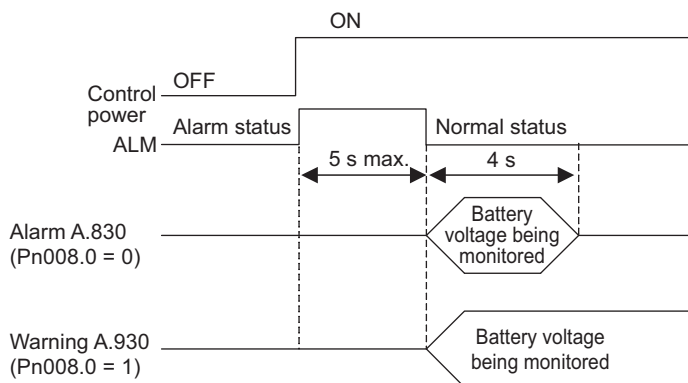 ON
OFF
Control
power
ALM
Alarm status
Normal status
5 s max.
4 s
Alarm A.830
(Pn008.0 = 0)
Battery
voltage being
monitored
Warning A.930
(Pn008.0 = 1)
Battery voltage
being monitored